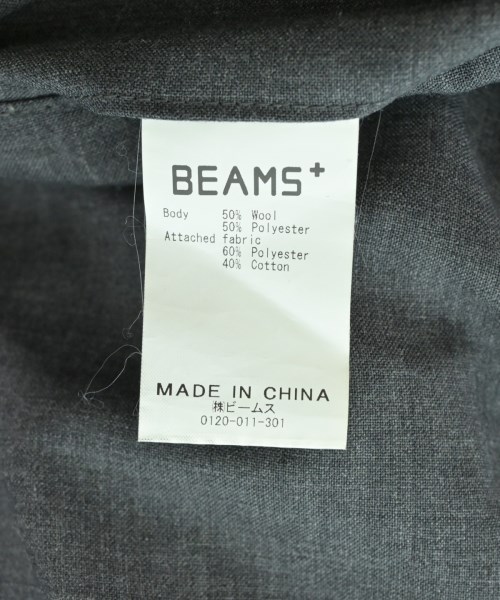 BEAMS+
Body 50% Wool
50% Polyester
Attached fabric
60% Polyester
40% Cotton
MADE IN CHINA
㈱ビームス
0120-011-301